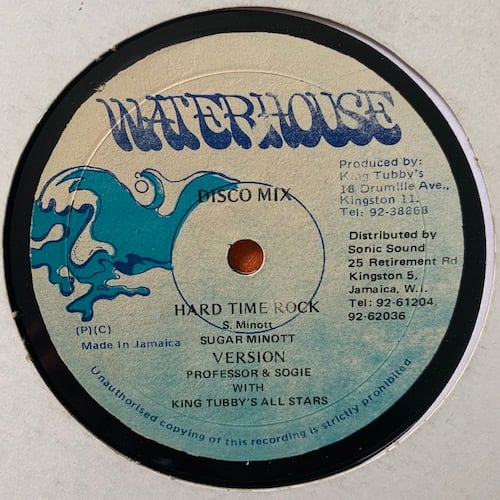 WATERHOUSE
DISCO MIX
Produced by:
King Tubby's
18 Drumille Ave.,
Kingston 11.
Tel: 92-38868
Distributed by
Sonic Sound
25 Retirement Rd
Kingston 5,
Jamaica, W.I.
Tel: 92-61204
92-62036
(P)(C)
Made In Jamaica
HARD TIME ROCK
S. Minott
SUGAR MINOTT
VERSION
PROFESSOR & SOGIE
WITH
KING TUBBY'S ALL STARS
Unauthorised copying of this recording is strictly prohibited